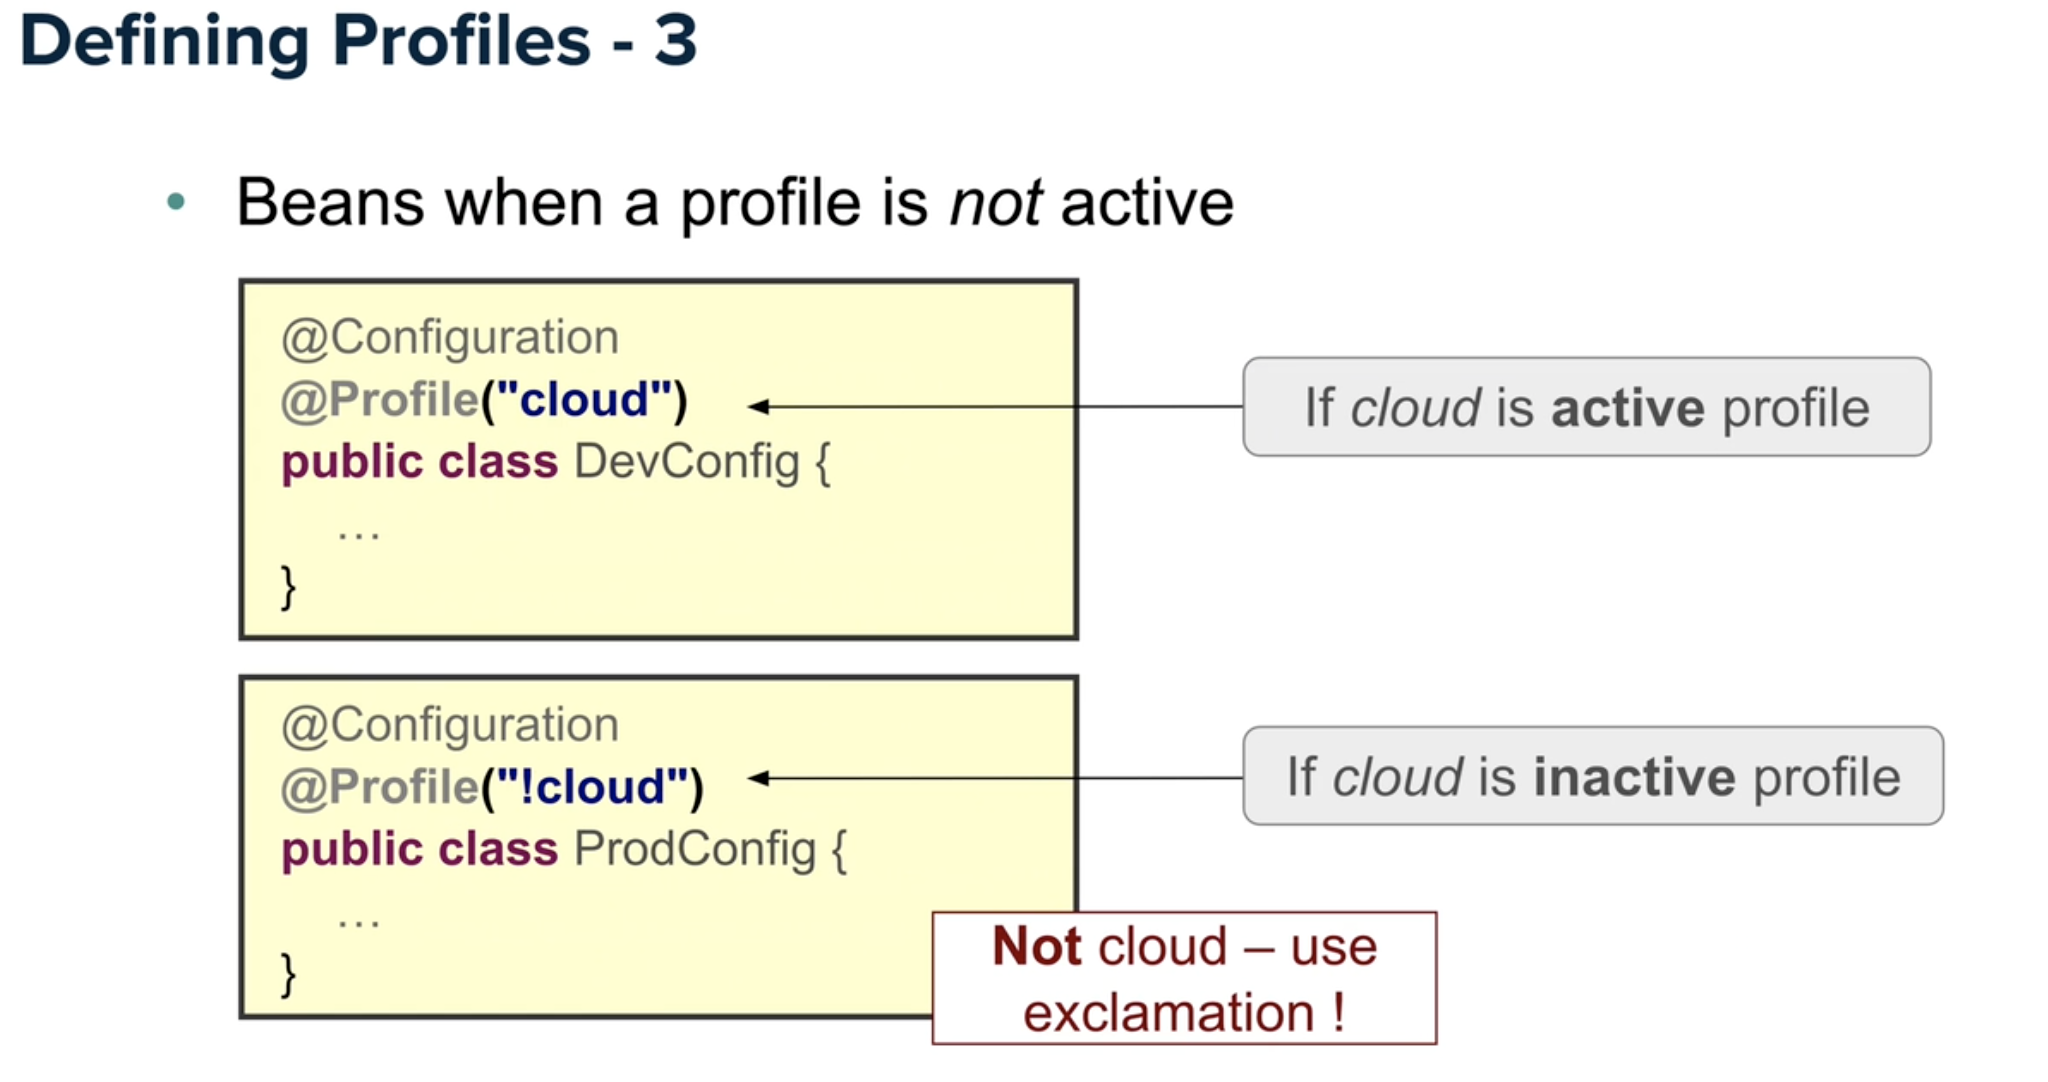 Defining Profiles - 3
• Beans when a profile is not active
@Configuration
@Profile("cloud")
public class DevConfig {
…
}
If cloud is active profile
@Configuration
@Profile("!cloud")
public class ProdConfig {
…
}
If cloud is inactive profile
Not cloud – use
exclamation !